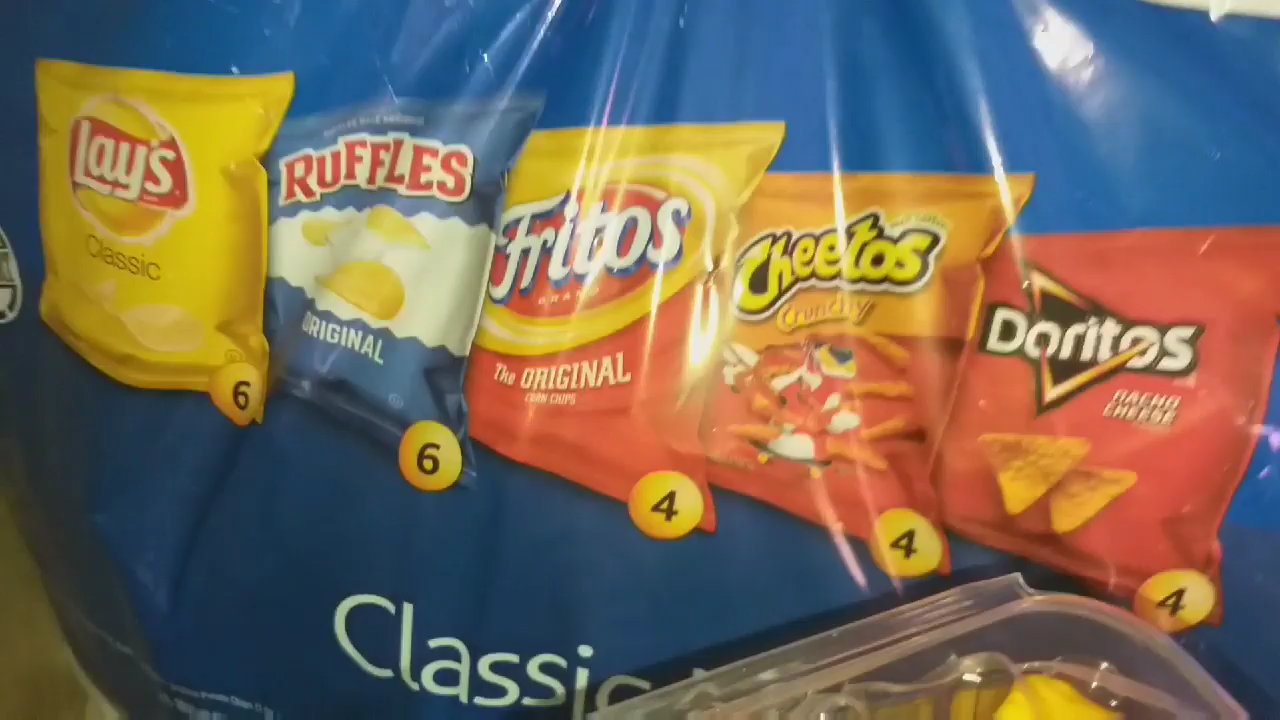 Lay's
Classic
6
RUFFLES
ORIGINAL
6
Fritos
BRAND
The ORIGINAL
CORN CHIPS
4
Cheetos
Crunchy
4
Doritos
NACHO
CHEESE
4
Classic